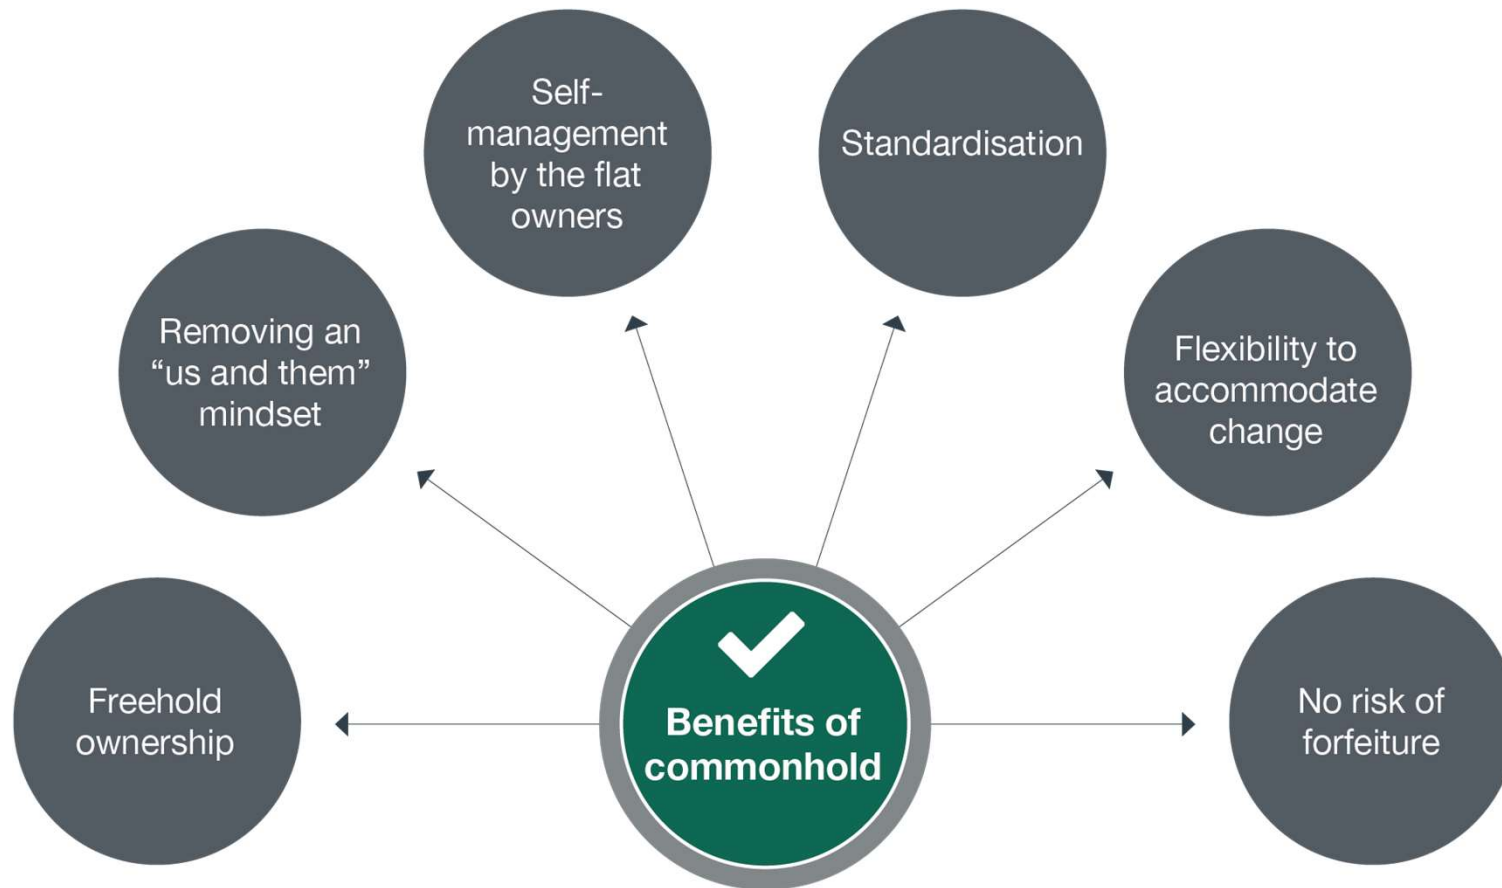 Self-
management
by the flat
owners
Standardisation
Removing an
“us and them”
mindset
Flexibility to
accommodate
change
Freehold
ownership
Benefits of
commonhold
No risk of
forfeiture